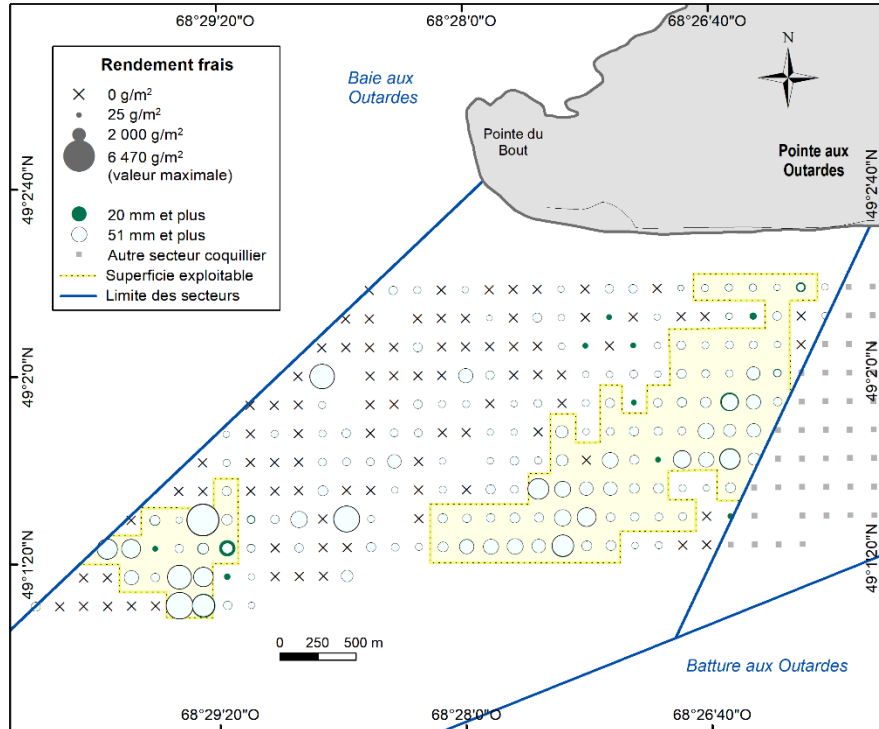 68°29'20"O
68°28'0"O
68°26'40"O
Rendement frais
0 g/m²
25 g/m²
2 000 g/m²
6 470 g/m²
(valeur maximale)
20 mm et plus
51 mm et plus
Autre secteur coquillier
Superficie exploitable
Limite des secteurs
Baie aux
Outardes
N
Pointe du
Bout
Pointe aux
Outardes
49°2'40"N
49°2'40"N
49°2'0"N
49°2'0"N
49°1'20"N
49°1'20"N
0 250 500 m
Batture aux Outardes
68°29'20"O
68°28'0"O
68°26'40"O